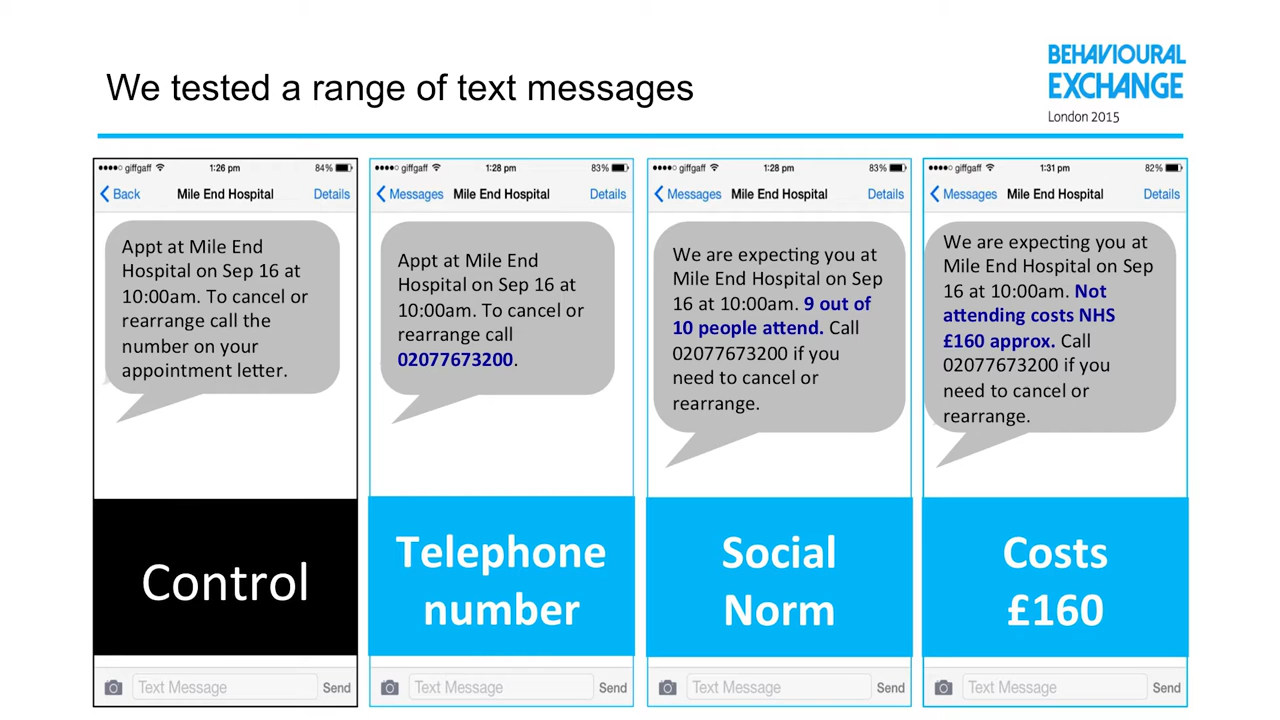 We tested a range of text messages
BEHAVIOURAL
EXCHANGE
London 2015
giffgaff 1:26 pm 84%
Back Mile End Hospital Details
Appt at Mile End
Hospital on Sep 16 at
10:00am. To cancel or
rearrange call the
number on your
appointment letter.
Control
Text Message Send
giffgaff 1:28 pm 83%
Messages Mile End Hospital Details
Appt at Mile End
Hospital on Sep 16 at
10:00am. To cancel or
rearrange call
02077673200.
Telephone
number
Text Message Send
giffgaff 1:28 pm 83%
Messages Mile End Hospital Details
We are expecting you at
Mile End Hospital on Sep
16 at 10:00am. 9 out of
10 people attend. Call
02077673200 if you
need to cancel or
rearrange.
Social
Norm
Text Message Send
giffgaff 1:31 pm 82%
Messages Mile End Hospital Details
We are expecting you at
Mile End Hospital on Sep
16 at 10:00am. Not
attending costs NHS
£160 approx. Call
02077673200 if you
need to cancel or
rearrange.
Costs
£160
Text Message Send